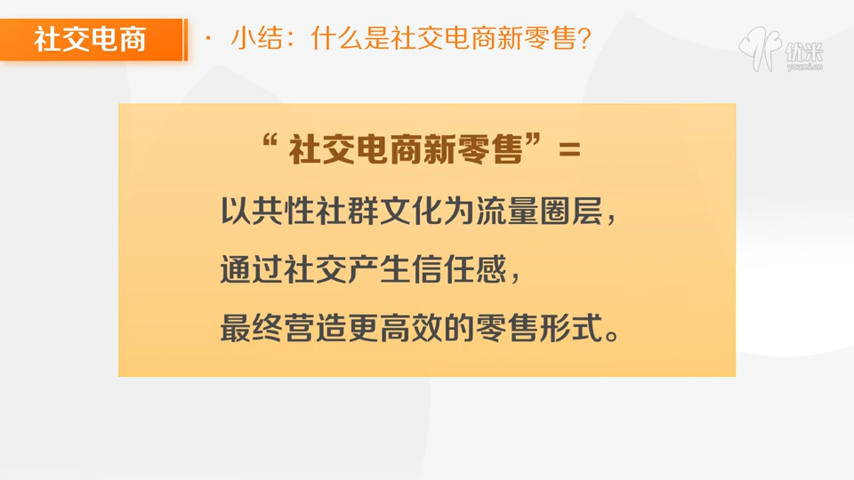 社交电商
· 小结：什么是社交电商新零售？
优米
youmi.cn
“社交电商新零售”=
以共性社群文化为流量圈层，
通过社交产生信任感，
最终营造更高效的零售形式。